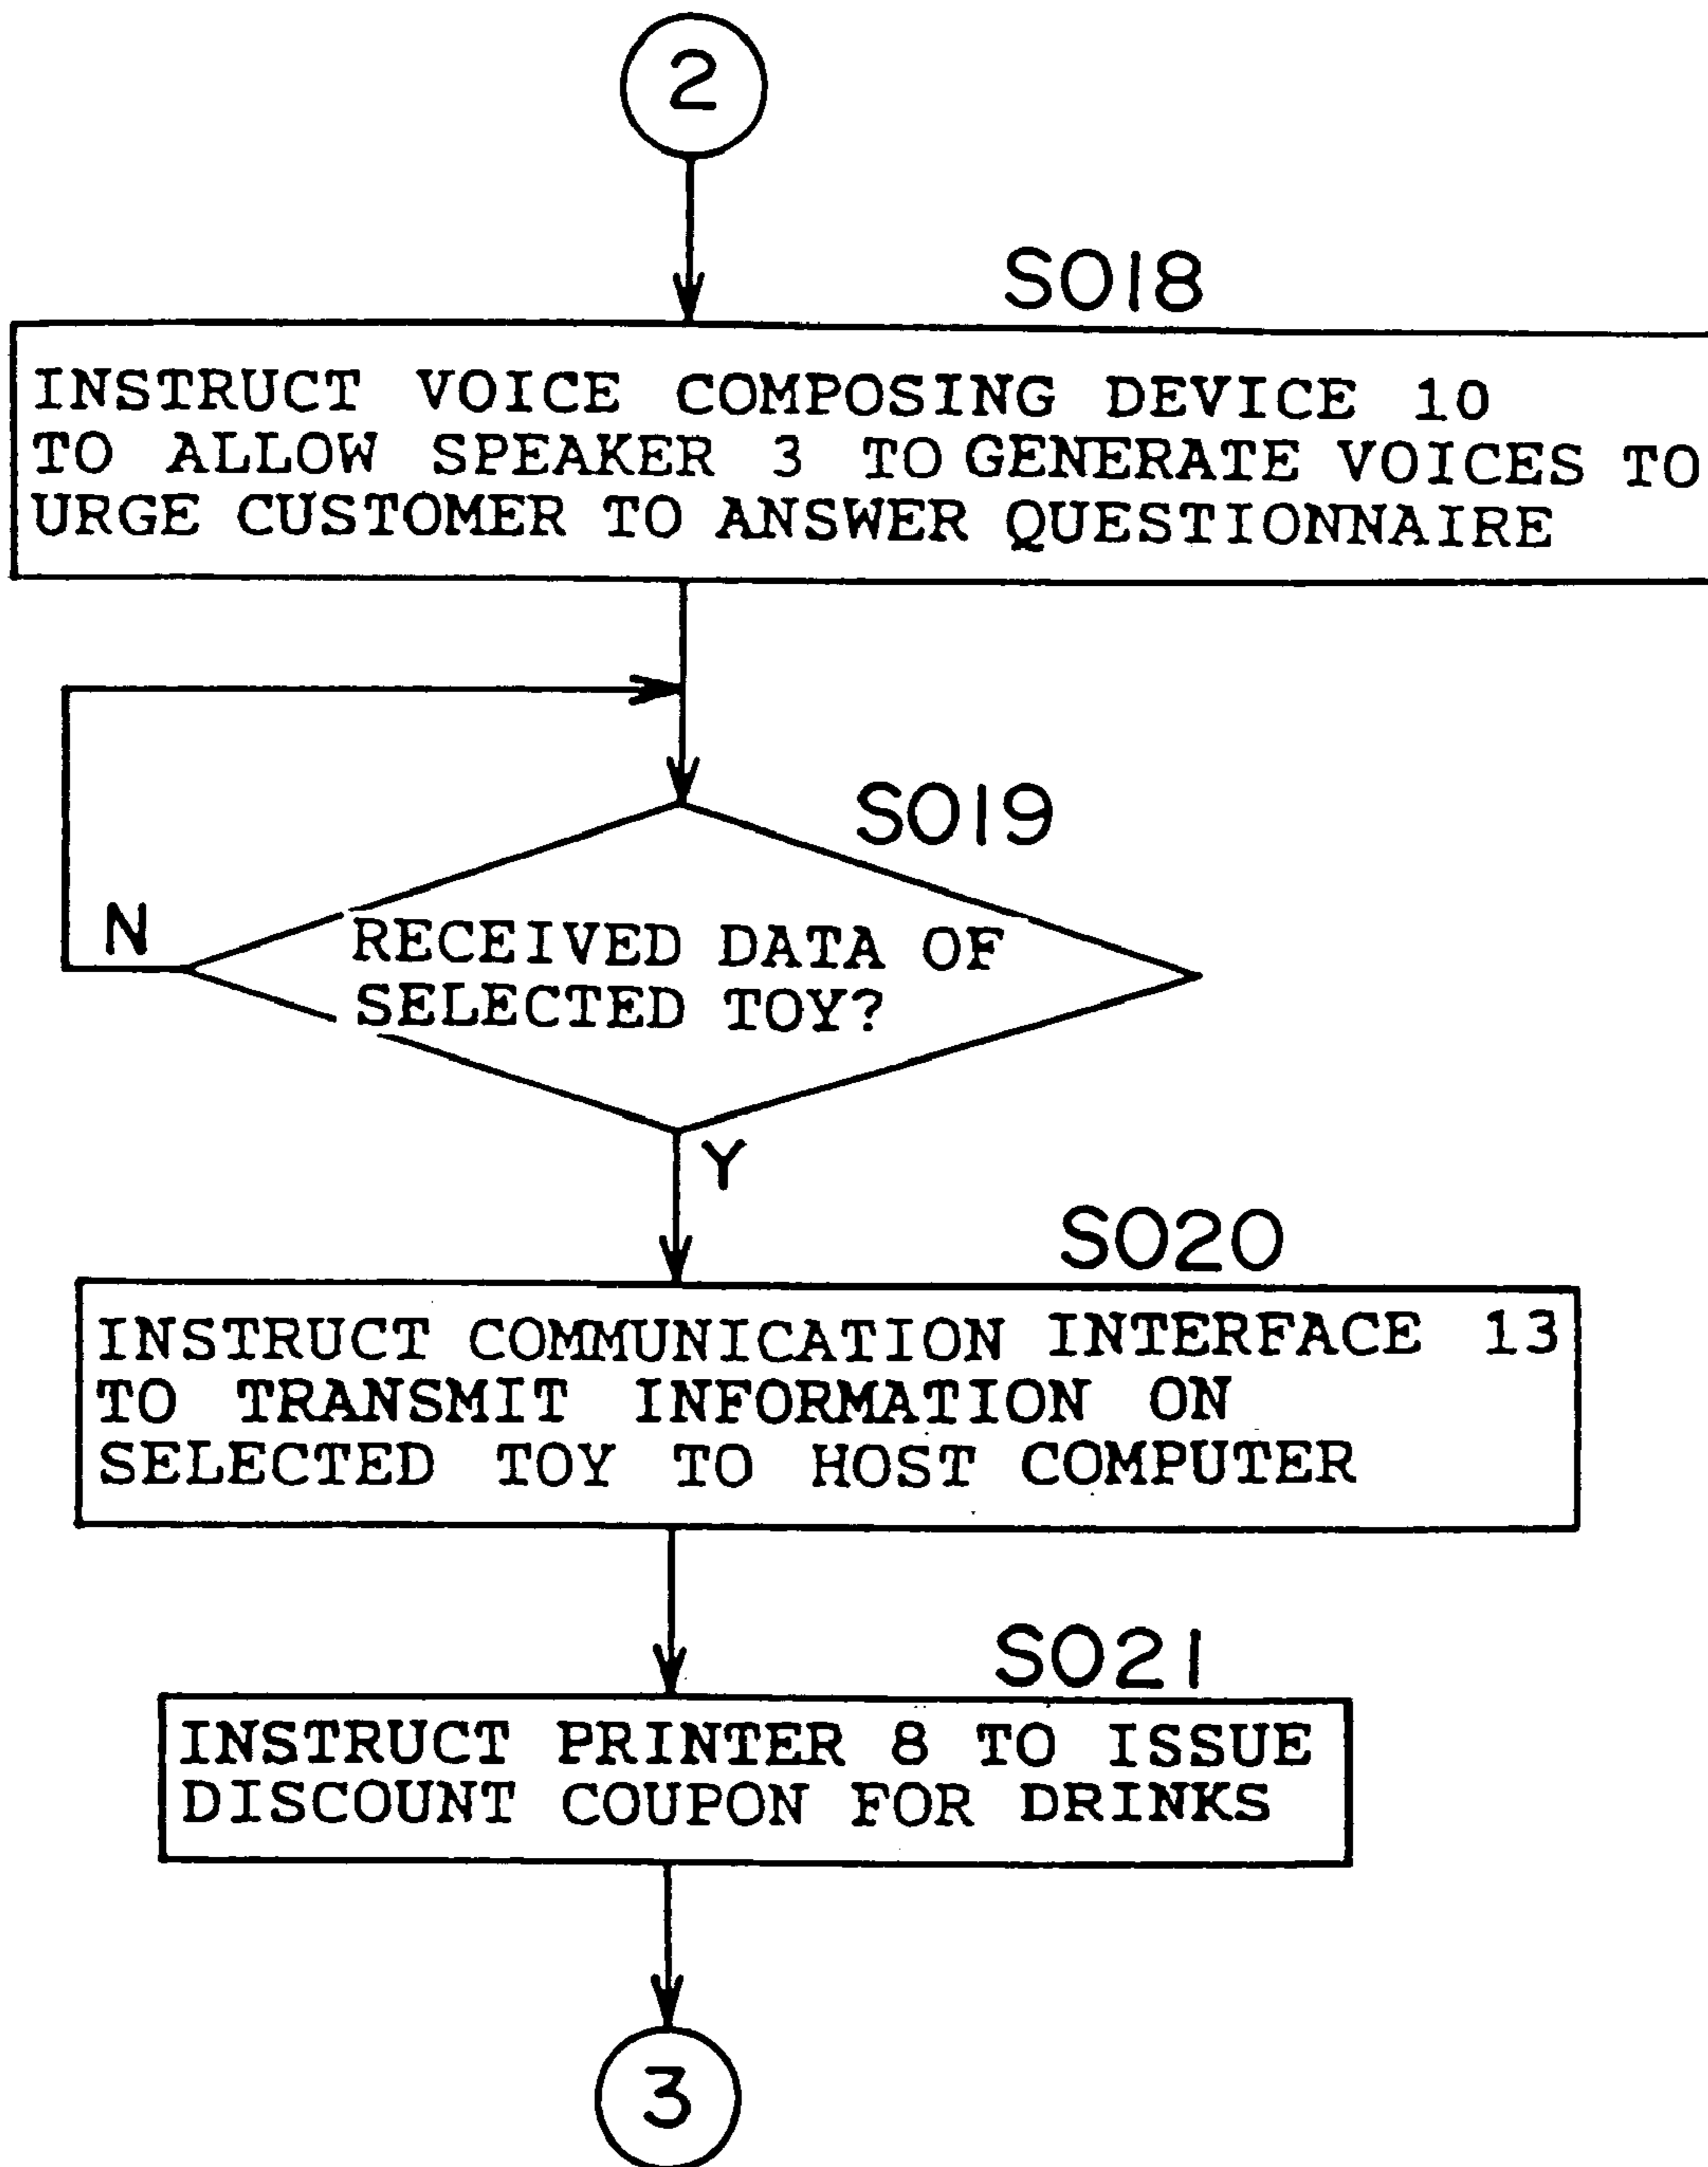 2
S018
INSTRUCT VOICE COMPOSING DEVICE 10
TO ALLOW SPEAKER 3 TO GENERATE VOICES TO
URGE CUSTOMER TO ANSWER QUESTIONNAIRE
S019
N
RECEIVED DATA OF
SELECTED TOY?
Y
S020
INSTRUCT COMMUNICATION INTERFACE 13
TO TRANSMIT INFORMATION ON
SELECTED TOY TO HOST COMPUTER
S021
INSTRUCT PRINTER 8 TO ISSUE
DISCOUNT COUPON FOR DRINKS
3